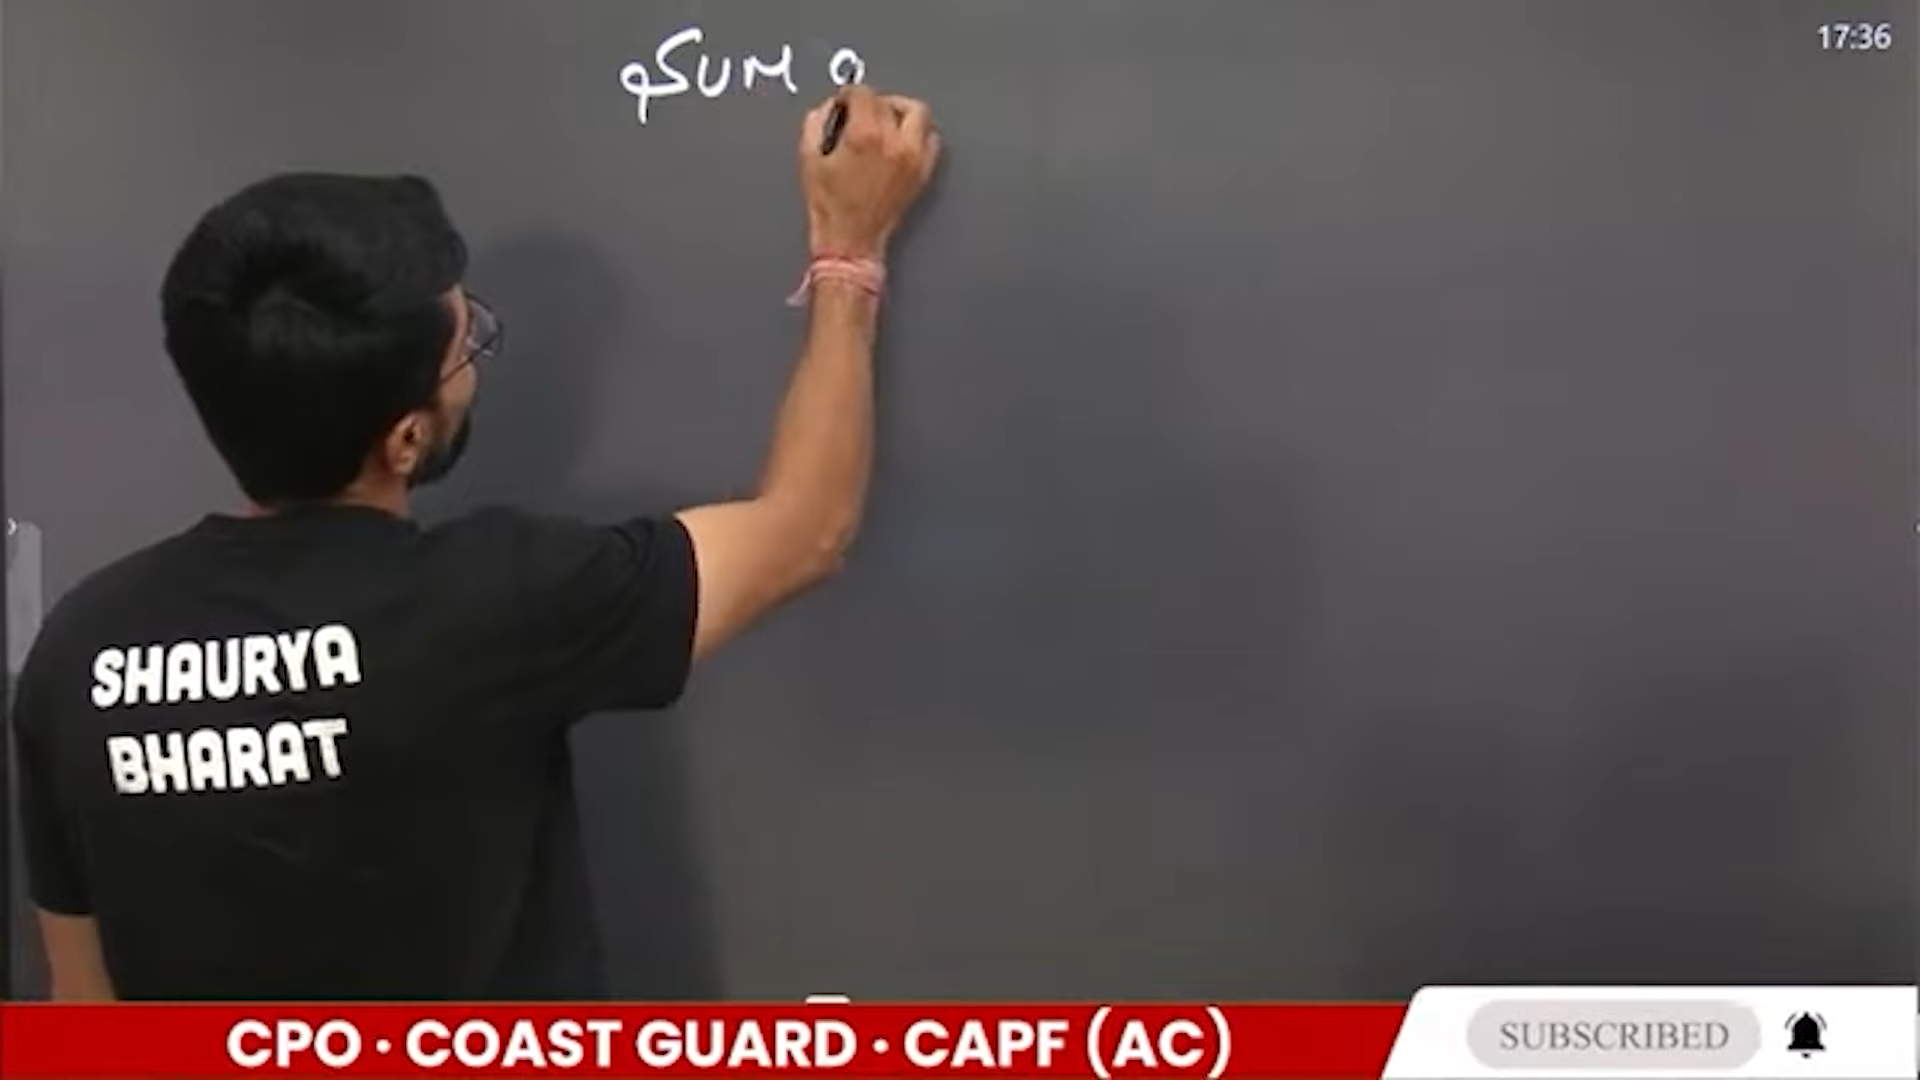 17:36
SUM O
SHAURYA
BHARAT
CPO · COAST GUARD · CAPF (AC)
SUBSCRIBED